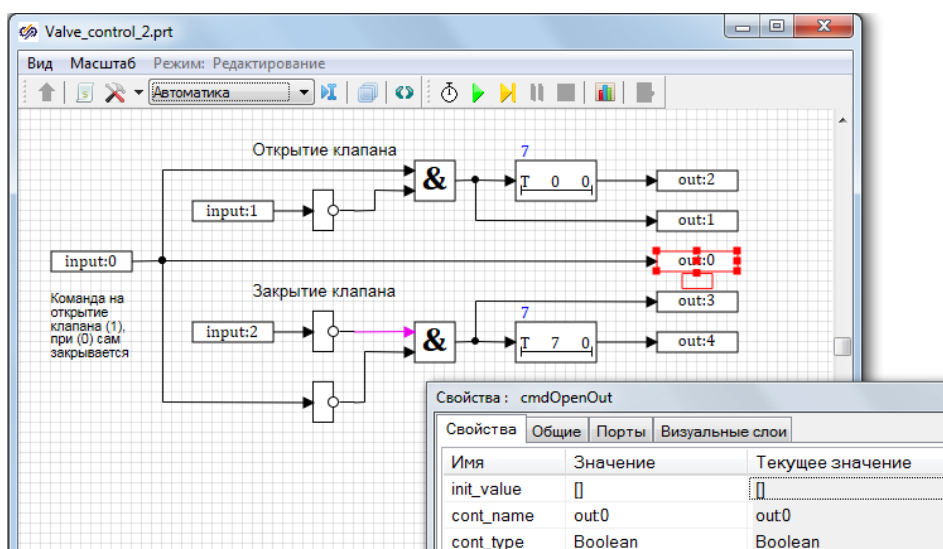 Valve_control_2.prt
Вид Масштаб Режим: Редактирование
Автоматика
Открытие клапана
7
&
T 0 0
out:2
input:1
out:1
input:0
out:0
Закрытие клапана
Команда на
открытие
клапана (1),
при (0) сам
закрывается
out:3
7
input:2
&
T 7 0
out:4
Свойства : cmdOpenOut
Свойства Общие Порты Визуальные слои
Имя Значение Текущее значение
init_value [] []
cont_name out:0 out:0
cont_type Boolean Boolean